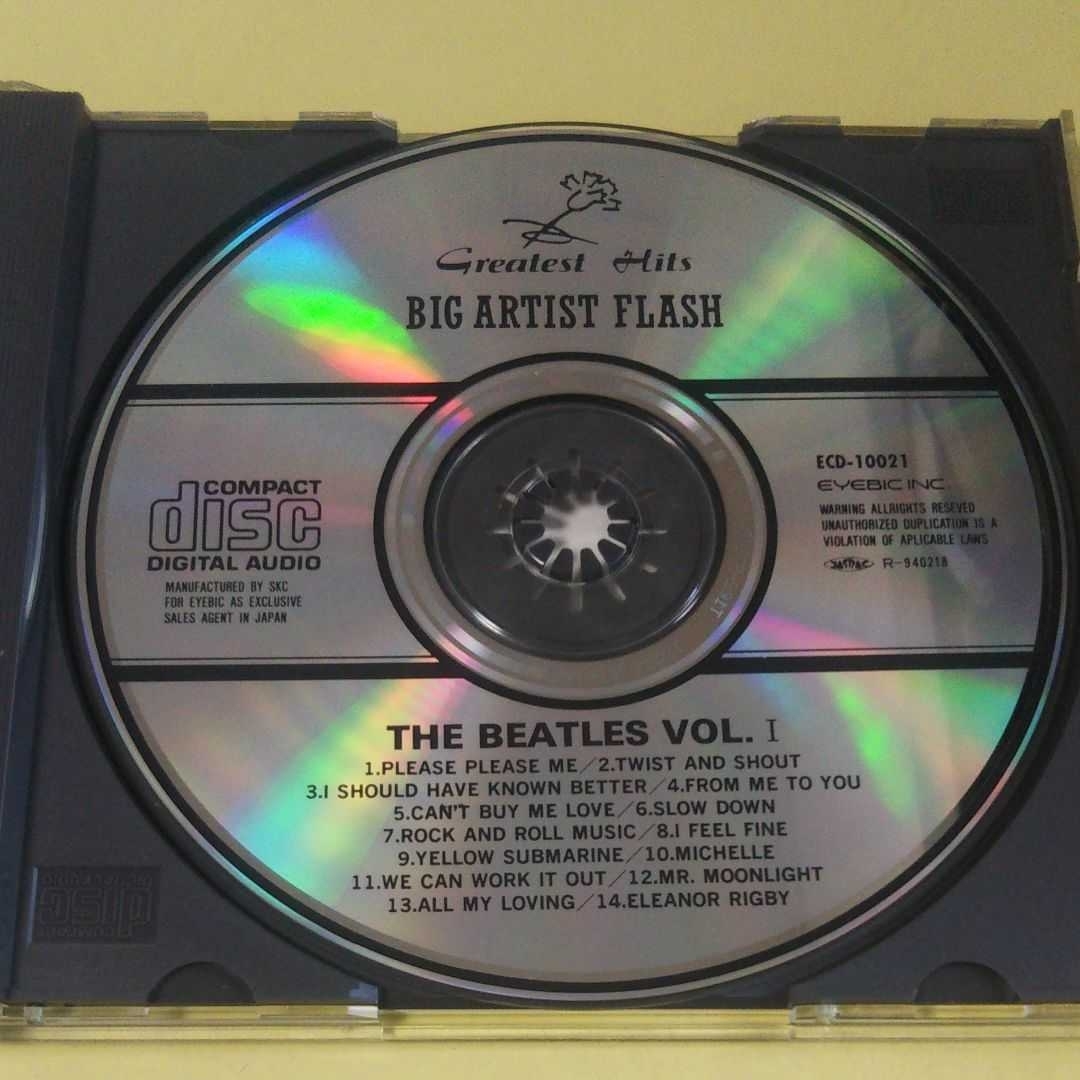 Greatest Hits
BIG ARTIST FLASH
COMPACT
disc
DIGITAL AUDIO
MANUFACTURED BY SKC
FOR EYEBIC AS EXCLUSIVE
SALES AGENT IN JAPAN
ECD-10021
EYEBIC INC.
WARNING ALLRIGHTS RESEVED
UNAUTHORIZED DUPLICATION IS A
VIOLATION OF APLICABLE LAWS
JASRAC R-940218
THE BEATLES VOL. I
1.PLEASE PLEASE ME/2.TWIST AND SHOUT
3.I SHOULD HAVE KNOWN BETTER/4.FROM ME TO YOU
5.CAN'T BUY ME LOVE/6.SLOW DOWN
7.ROCK AND ROLL MUSIC/8.I FEEL FINE
9.YELLOW SUBMARINE/10.MICHELLE
11.WE CAN WORK IT OUT/12.MR. MOONLIGHT
13.ALL MY LOVING/14.ELEANOR RIGBY